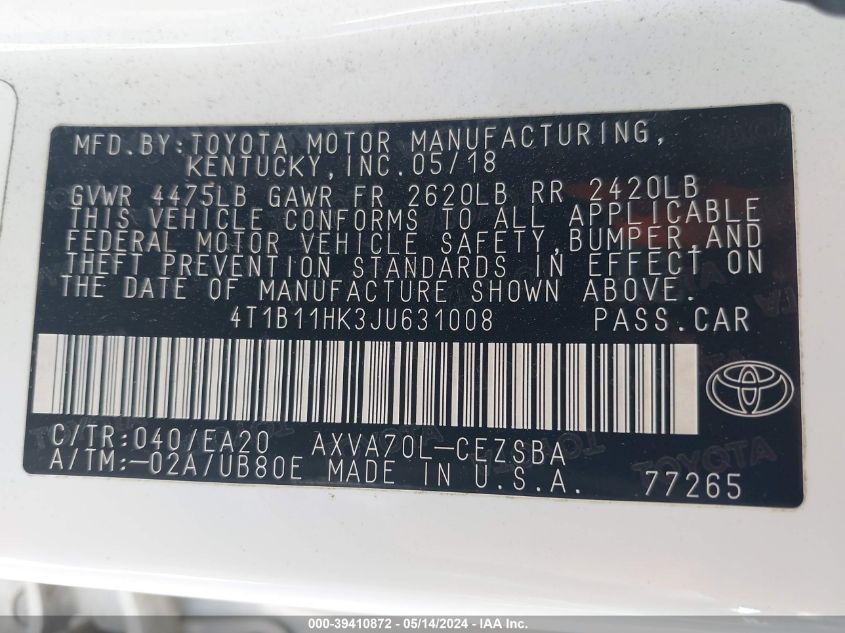 MFD.BY:TOYOTA MOTOR MANUFACTURING,
KENTUCKY,INC.05/18
GVWR 4475LB GAWR FR 2620LB RR 2420LB
THIS VEHICLE CONFORMS TO ALL APPLICABLE
FEDERAL MOTOR VEHICLE SAFETY,BUMPER,AND
THEFT PREVENTION STANDARDS IN EFFECT ON
THE DATE OF MANUFACTURE SHOWN ABOVE.
4T1B11HK3JU631008 PASS.CAR
C/TR:040/EA20 AXVA70L-CEZSBA
A/TM:-02A/UB80E MADE IN U.S.A. 77265
TOYOTA
000-39410872 - 05/14/2024 - IAA Inc.